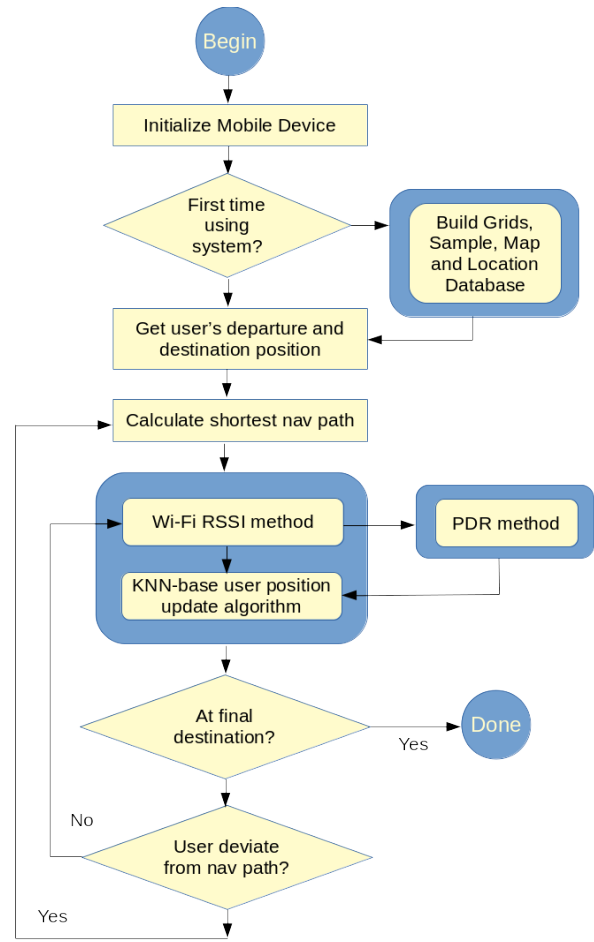 Begin
Initialize Mobile Device
First time
using
system?
Build Grids,
Sample, Map
and Location
Database
Get user's departure and
destination position
Calculate shortest nav path
Wi-Fi RSSI method
PDR method
KNN-base user position
update algorithm
At final
destination?
Done
Yes
No
User deviate
from nav path?
Yes